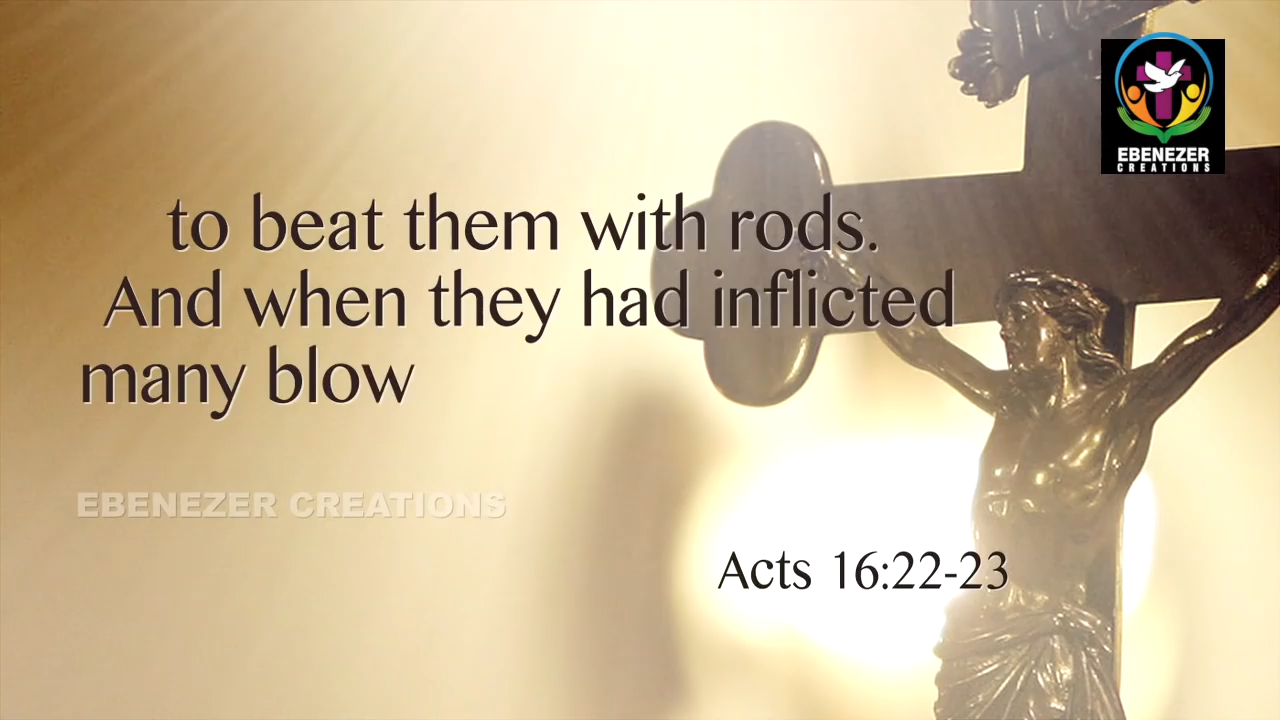 EBENEZER
CREATIONS
to beat them with rods.
And when they had inflicted
many blow
EBENEZER CREATIONS
Acts 16:22-23